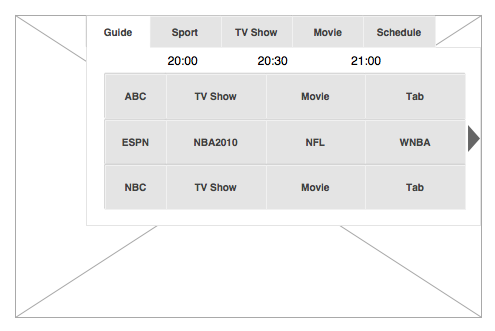 Guide Sport TV Show Movie Schedule
20:00 20:30 21:00
ABC TV Show Movie Tab
ESPN NBA2010 NFL WNBA
NBC TV Show Movie Tab